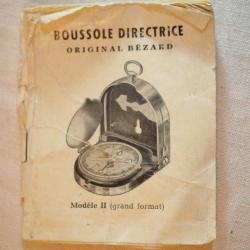 BOUSSOLE DIRECTRICE
ORIGINAL BÉZARD
Modèle II (grand format)